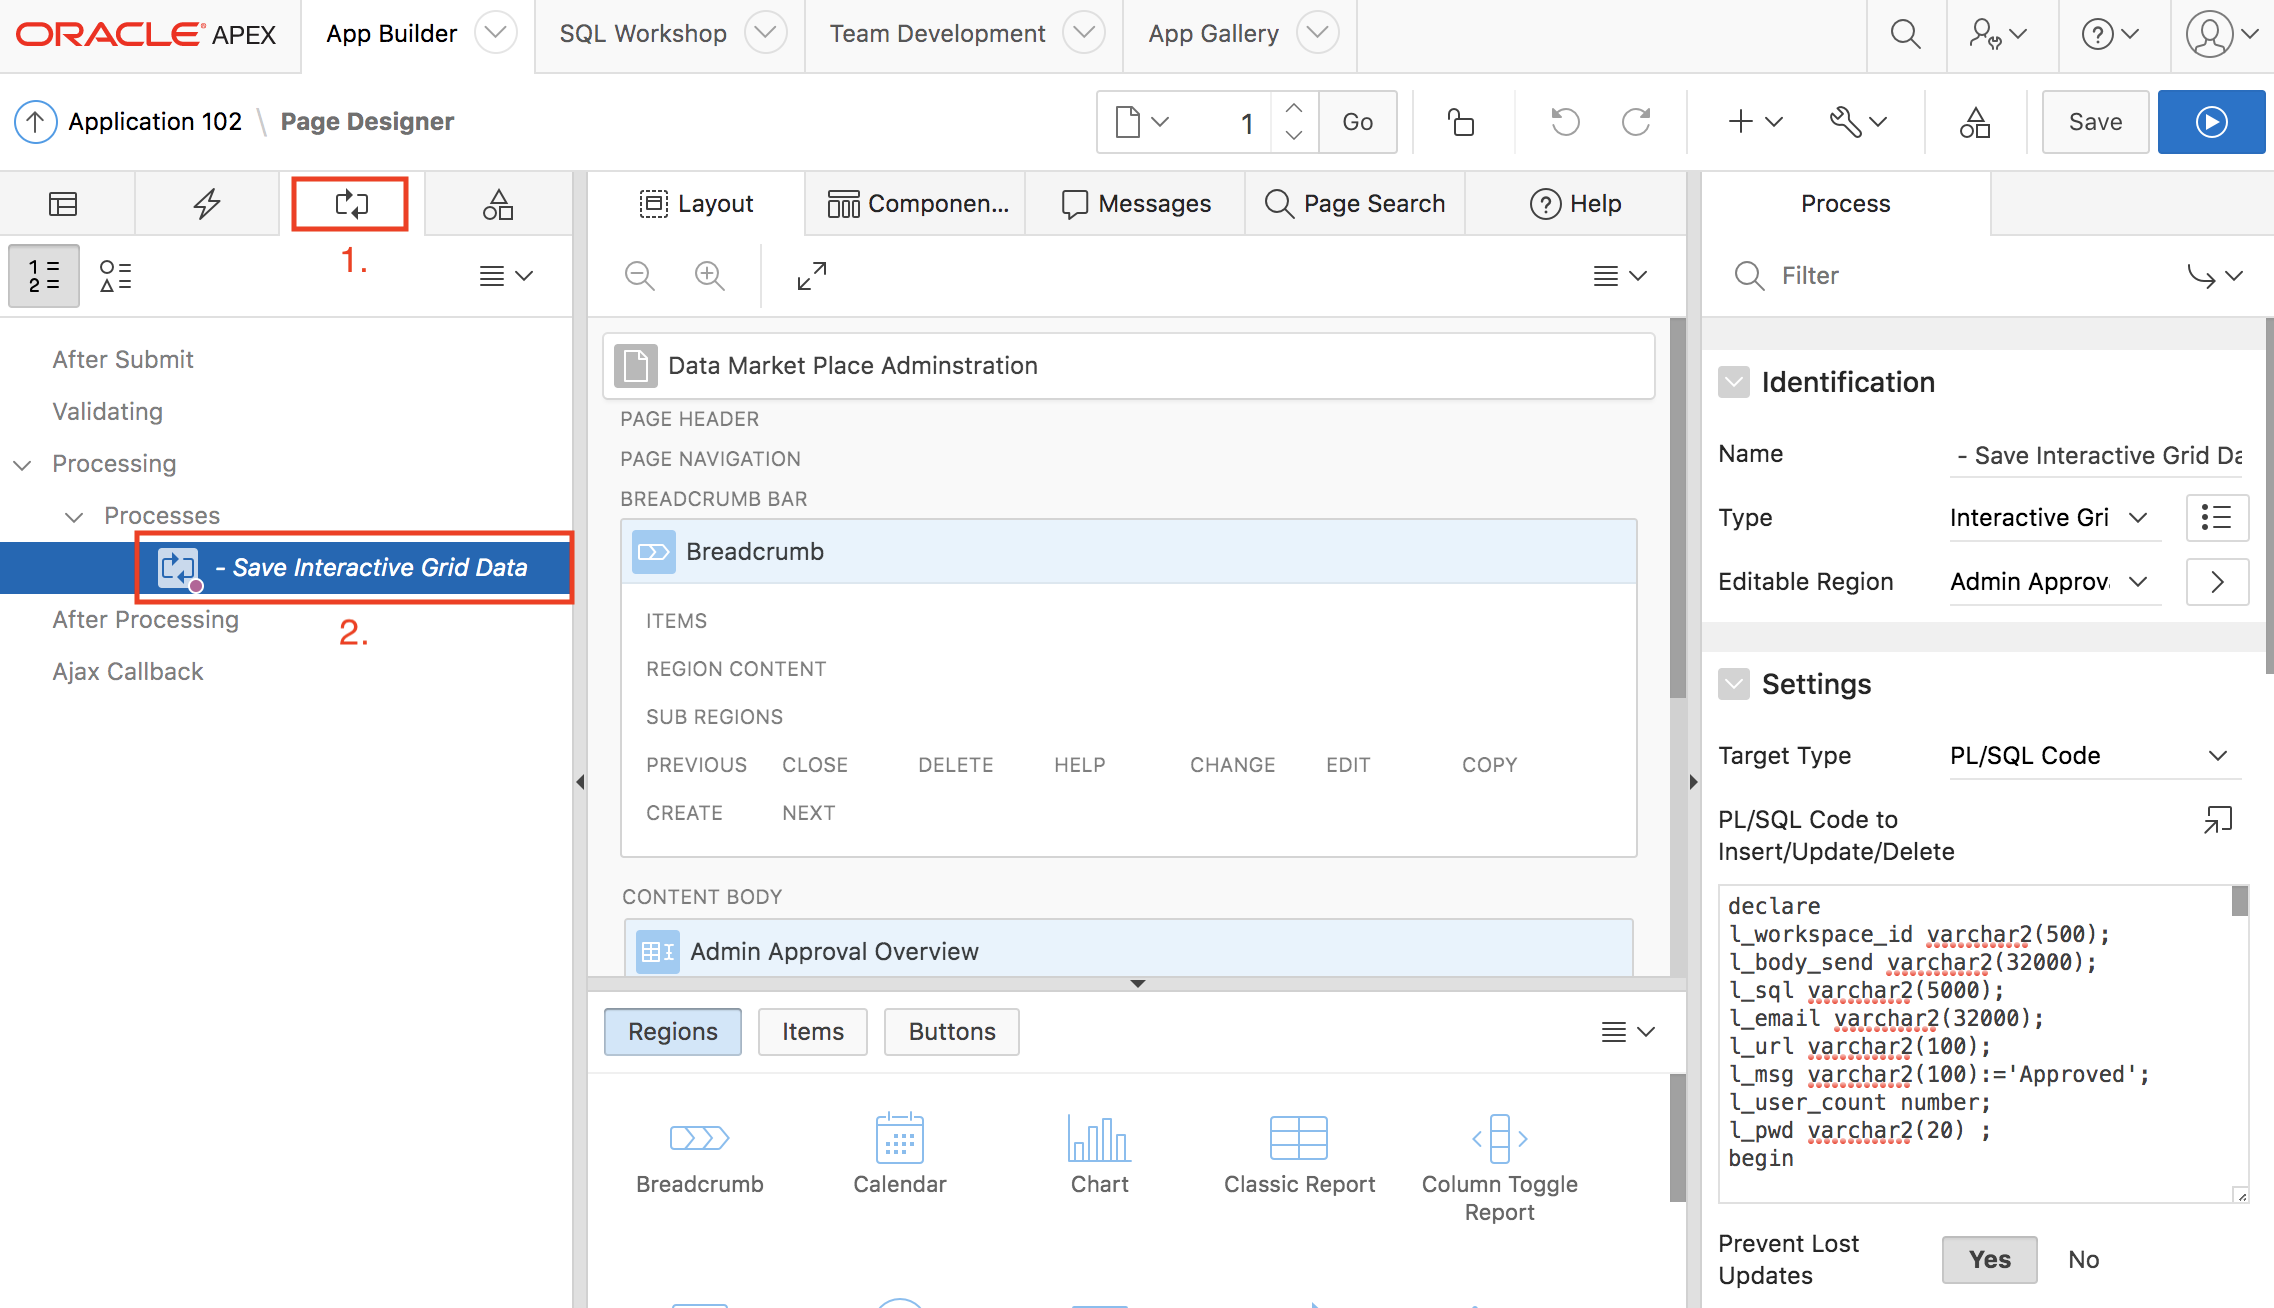 ORACLE APEX App Builder SQL Workshop Team Development App Gallery
Application 102 \ Page Designer 1 Go Save
Layout Componen... Messages Page Search Help Process
1.
1 =
2 =
Filter
After Submit
Validating
Processing
Processes
- Save Interactive Grid Data
After Processing
2.
Ajax Callback
Data Market Place Adminstration
PAGE HEADER
PAGE NAVIGATION
BREADCRUMB BAR
Breadcrumb
ITEMS
REGION CONTENT
SUB REGIONS
PREVIOUS CLOSE DELETE HELP CHANGE EDIT COPY
CREATE NEXT
CONTENT BODY
Admin Approval Overview
Regions Items Buttons
Breadcrumb Calendar Chart Classic Report Column Toggle
Report
Identification
Name - Save Interactive Grid Da
Type Interactive Gri
Editable Region Admin Approv
Settings
Target Type PL/SQL Code
PL/SQL Code to
Insert/Update/Delete
declare
l_workspace_id varchar2(500);
l_body_send varchar2(32000);
l_sql varchar2(5000);
l_email varchar2(32000);
l_url varchar2(100);
l_msg varchar2(100):='Approved';
l_user_count number;
l_pwd varchar2(20) ;
begin
Prevent Lost
Updates Yes No